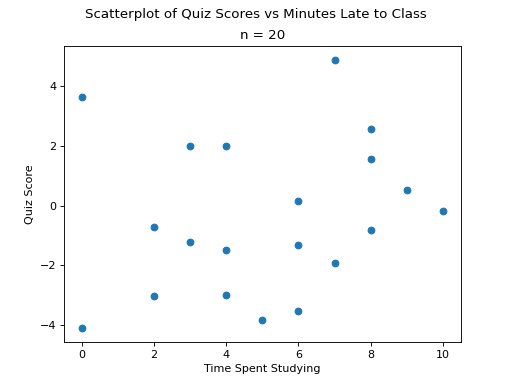 Scatterplot of Quiz Scores vs Minutes Late to Class
n = 20
4
2
0
−2
−4
Quiz Score
0 2 4 6 8 10
Time Spent Studying